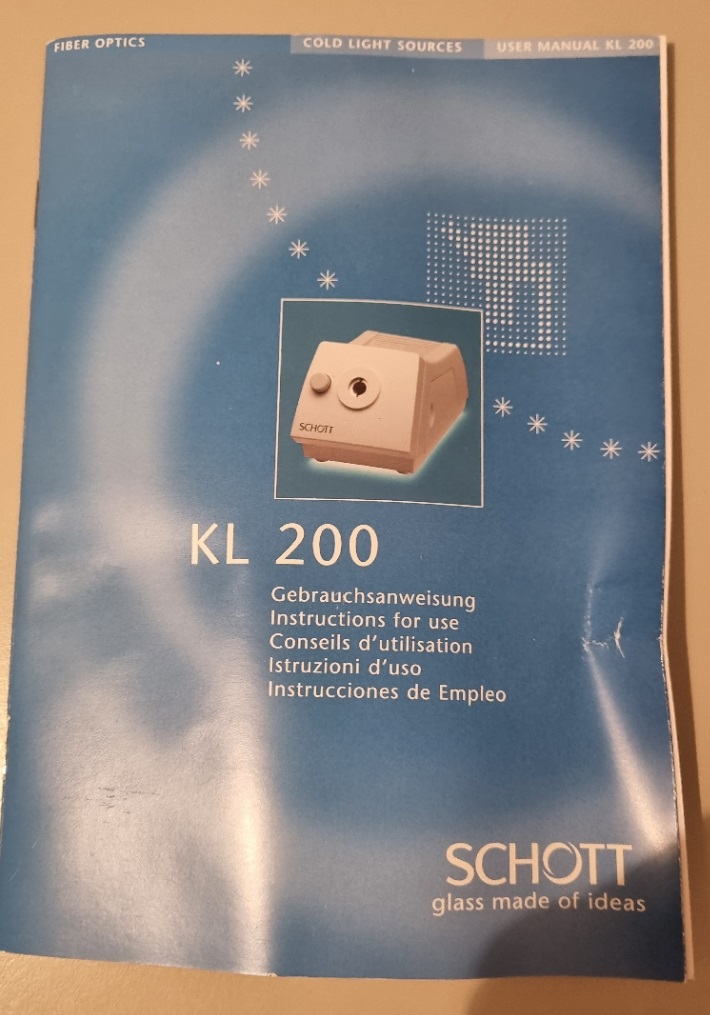 FIBER OPTICS COLD LIGHT SOURCES USER MANUAL KL 200
SCHOTT
KL 200
Gebrauchsanweisung
Instructions for use
Conseils d'utilisation
Istruzioni d'uso
Instrucciones de Empleo
SCHOTT
glass made of ideas